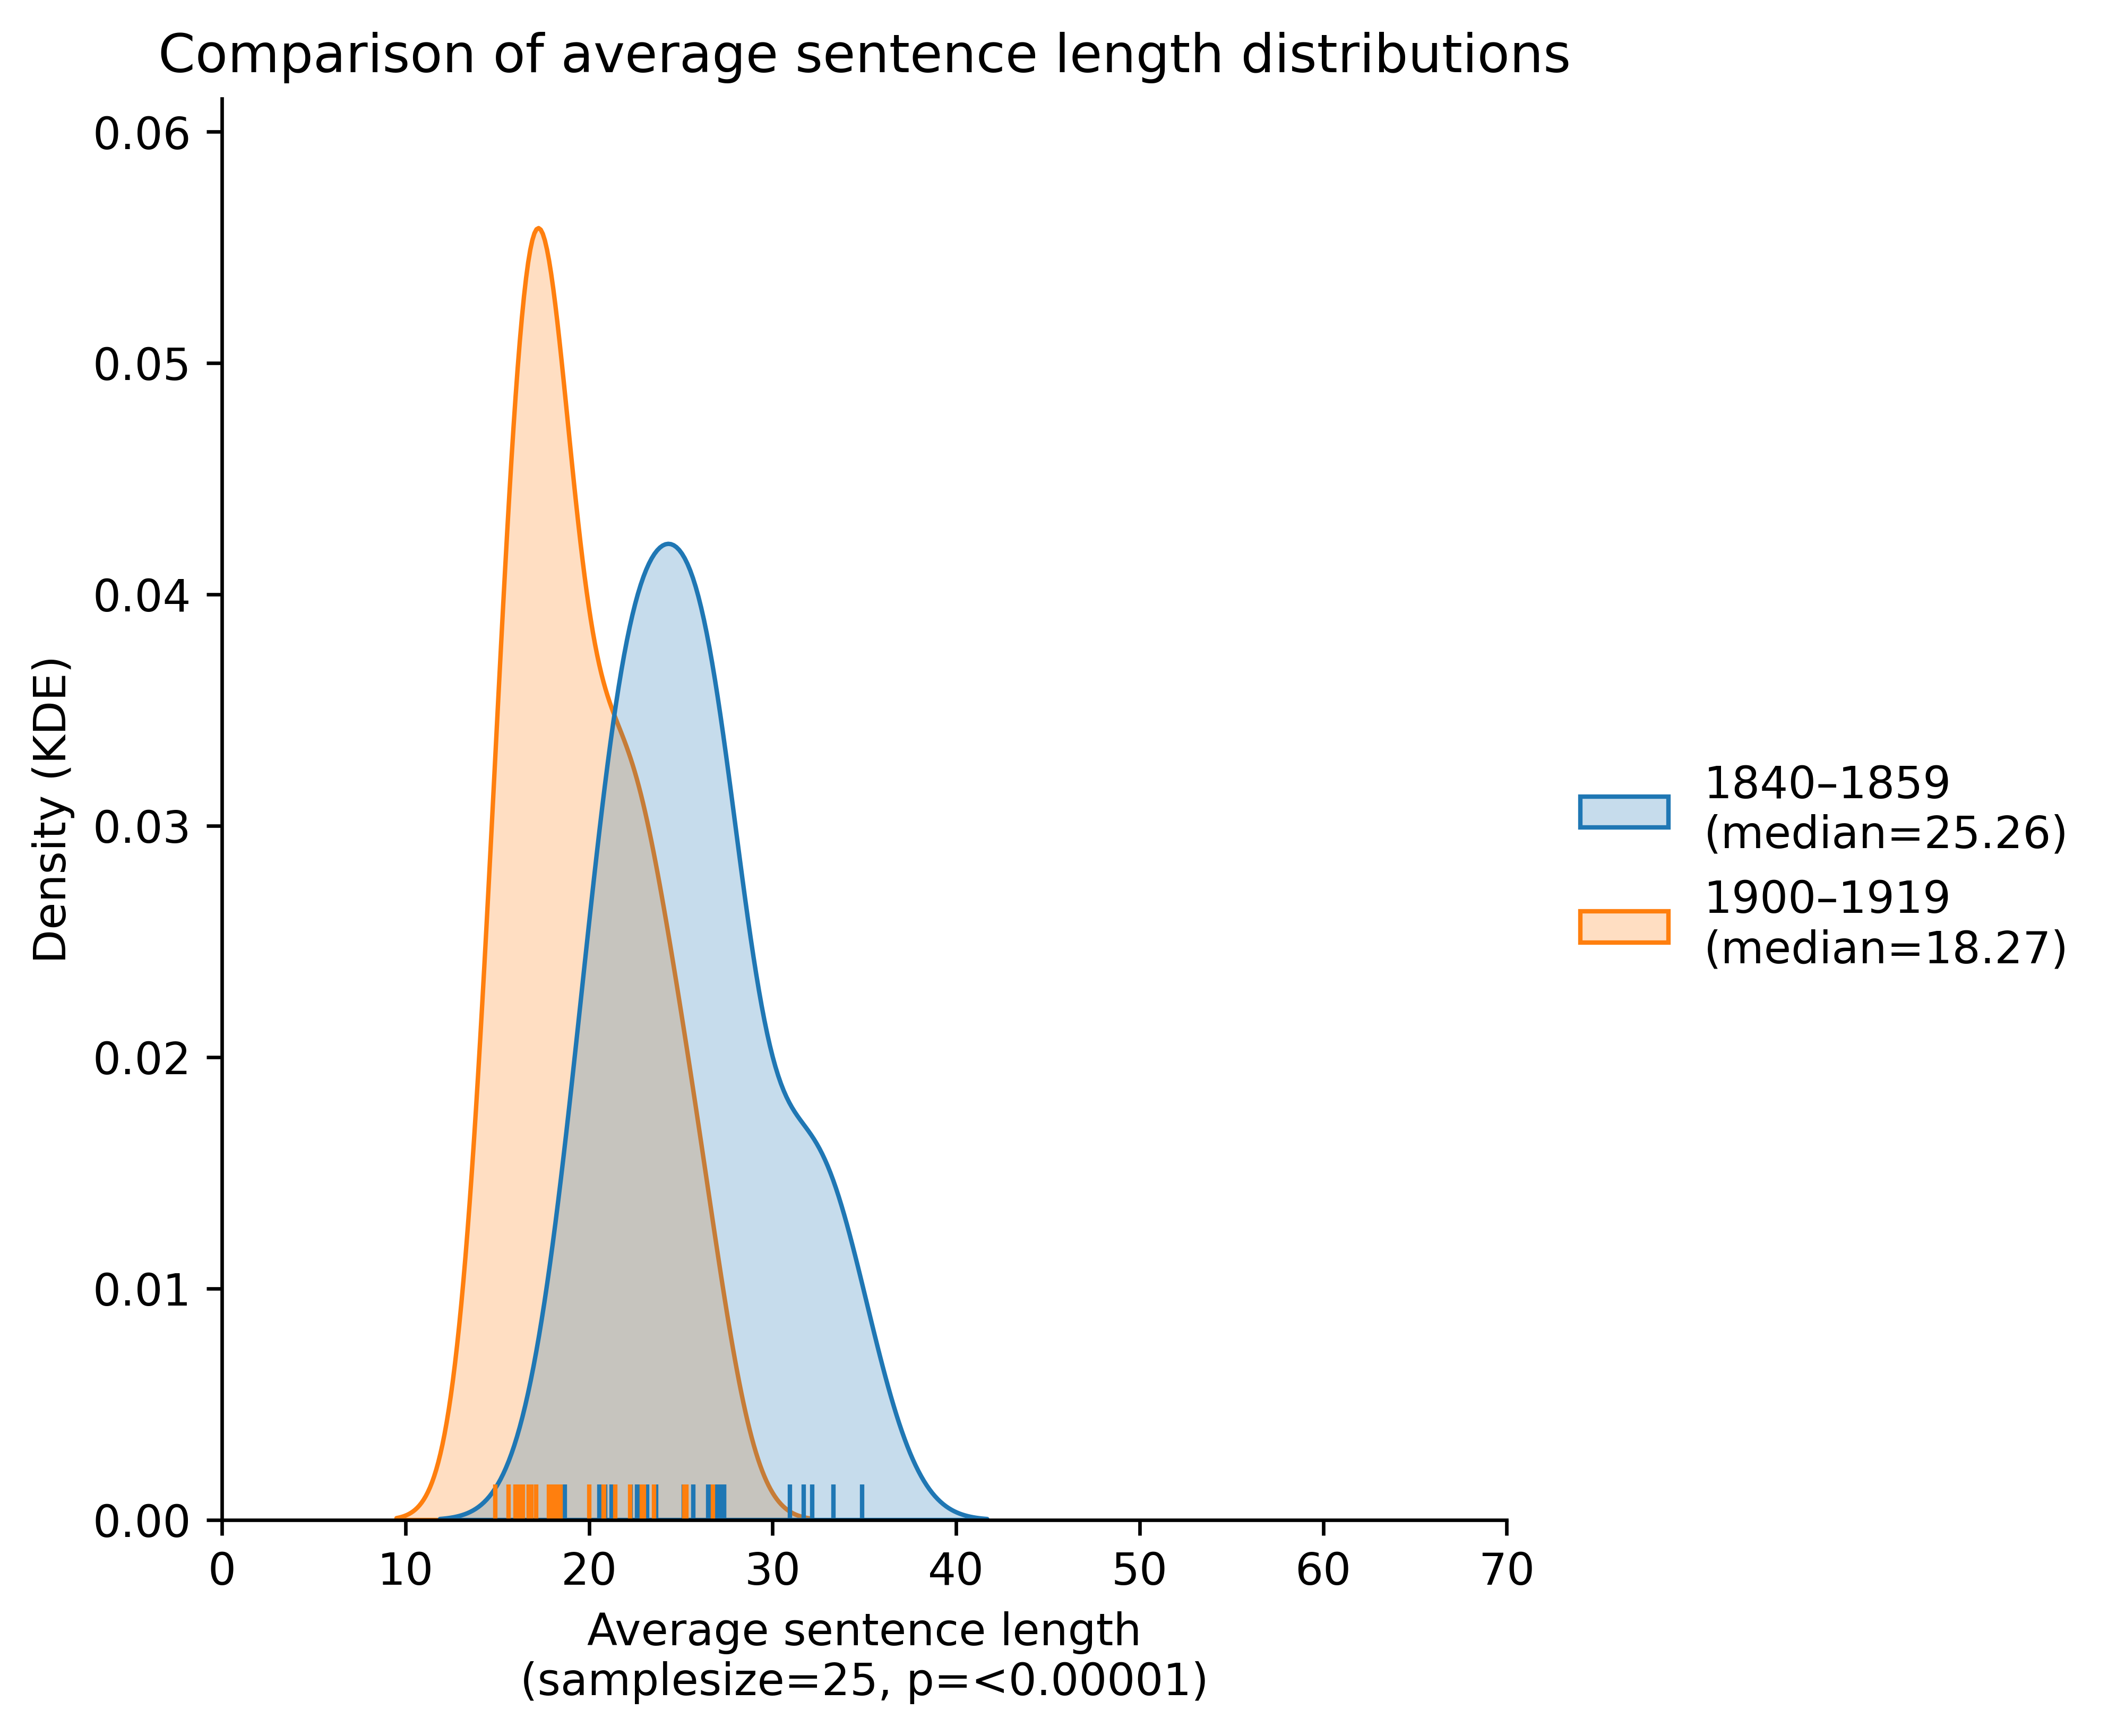 Comparison of average sentence length distributions
0.06
0.05
0.04
0.03
0.02
0.01
0.00
Density (KDE)
0 10 20 30 40 50 60 70
Average sentence length
(samplesize=25, p=<0.00001)
1840–1859
(median=25.26)
1900–1919
(median=18.27)